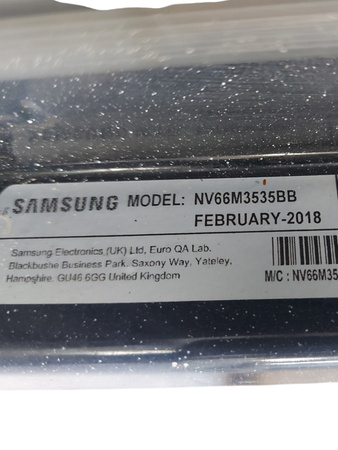 SAMSUNG MODEL: NV66M3535BB
FEBRUARY-2018
Samsung Electronics (UK) Ltd, Euro QA Lab.
Blackbushe Business Park, Saxony Way, Yateley,
Hampshire. GU46 6GG United Kingdom
M/C : NV66M35